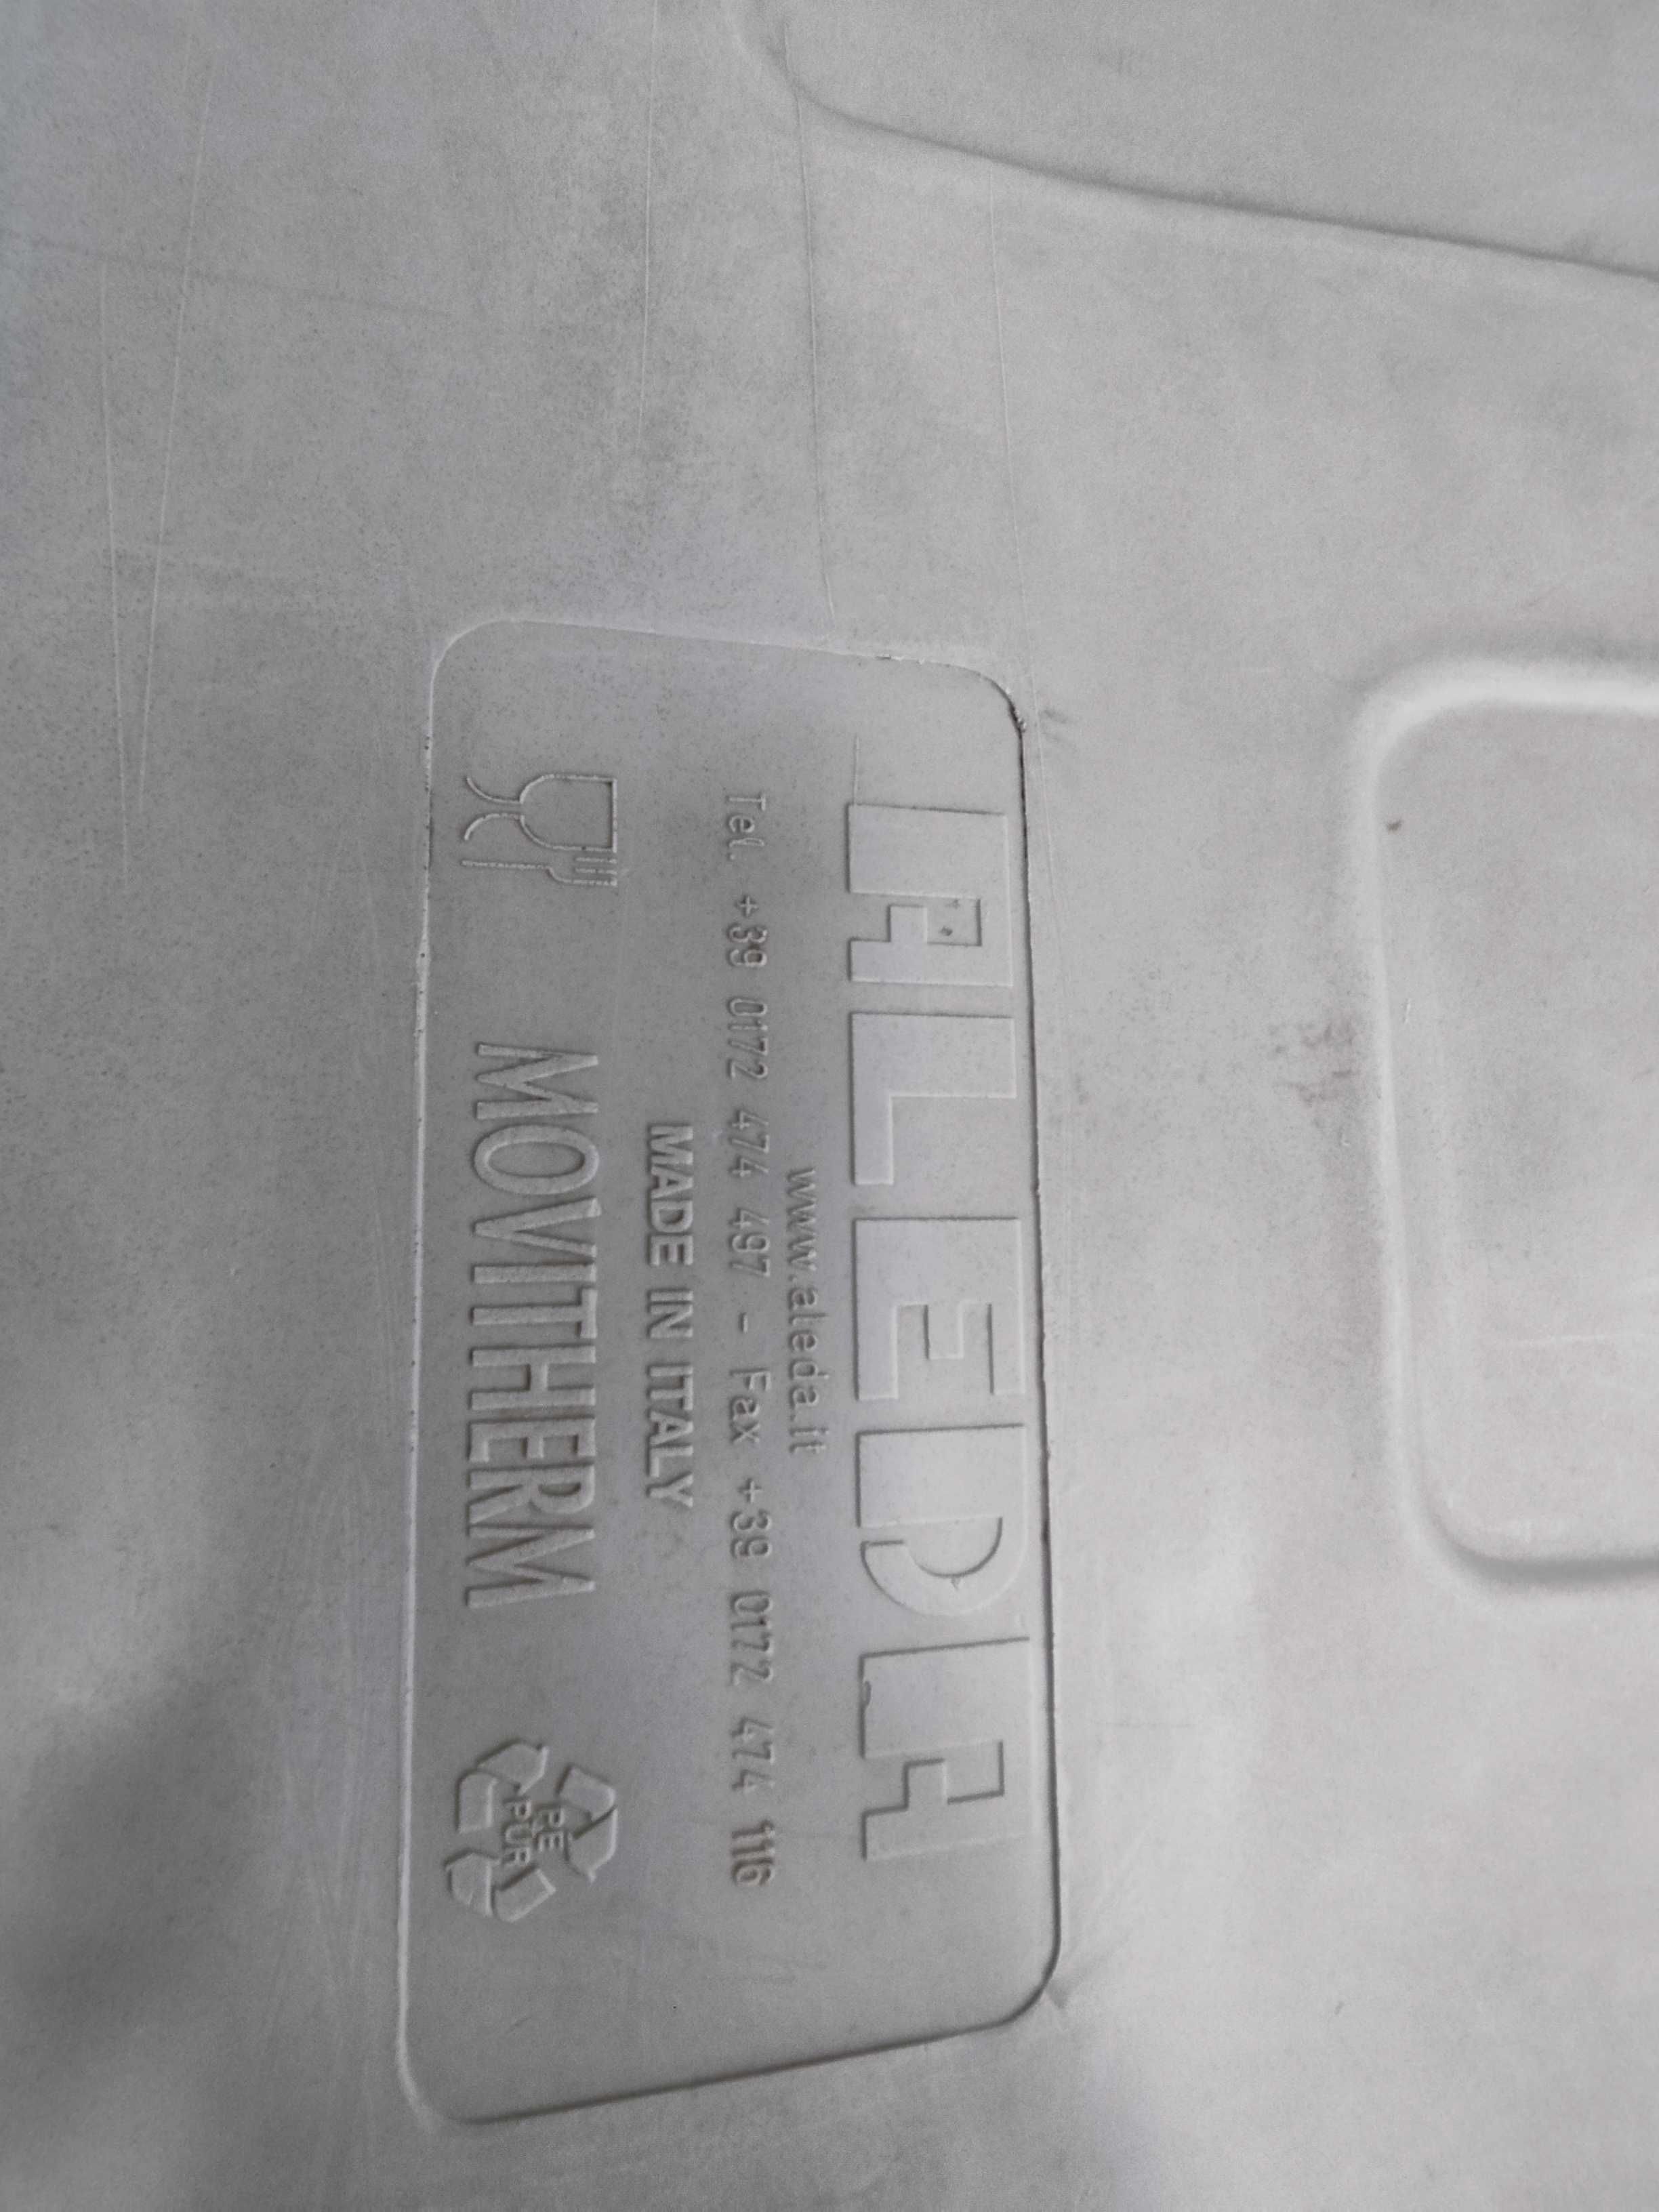 ALEDA
www.aleda.it
Tel. +39 0172 474 497 - Fax +39 0172 474 1116
MADE IN ITALY
MOVITHERM
PE
PUR